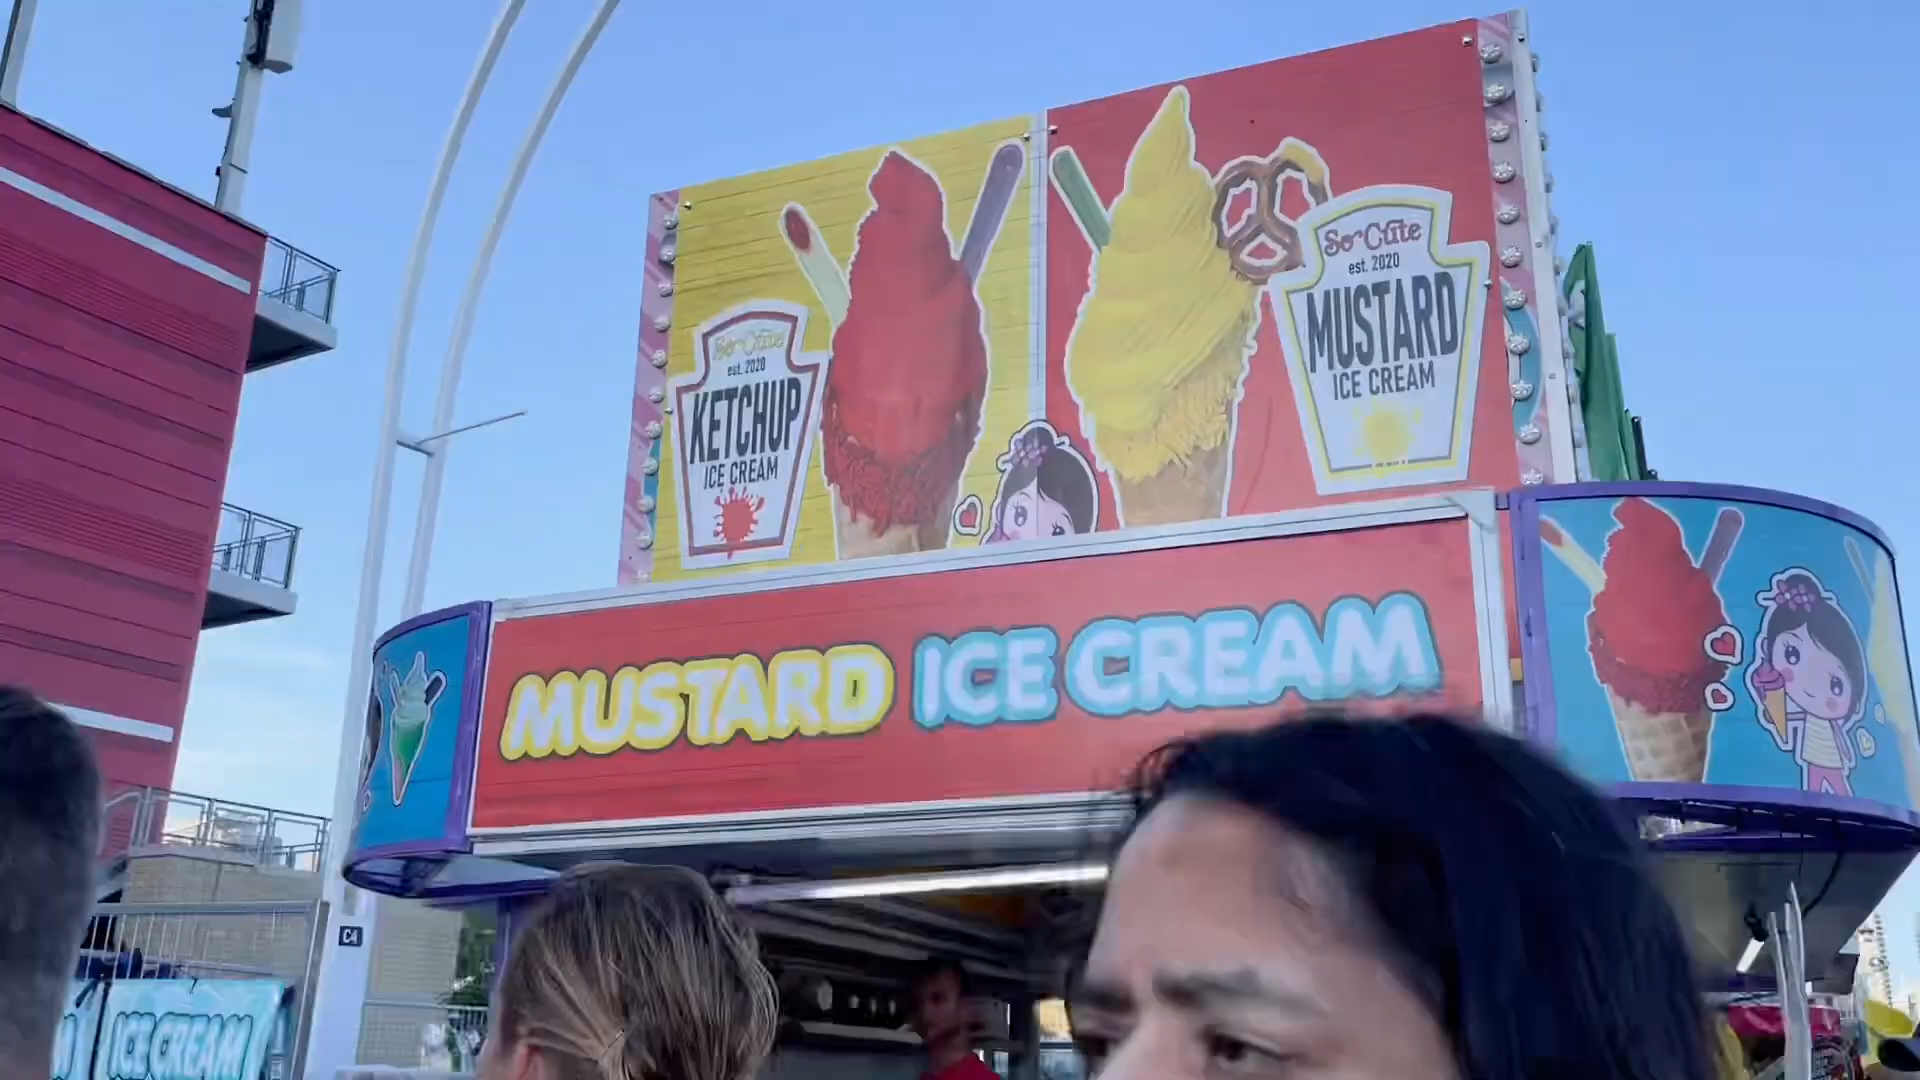 So Cute
est. 2020
KETCHUP
ICE CREAM
So Cute
est. 2020
MUSTARD
ICE CREAM
MUSTARD ICE CREAM
C4
ICE CREAM